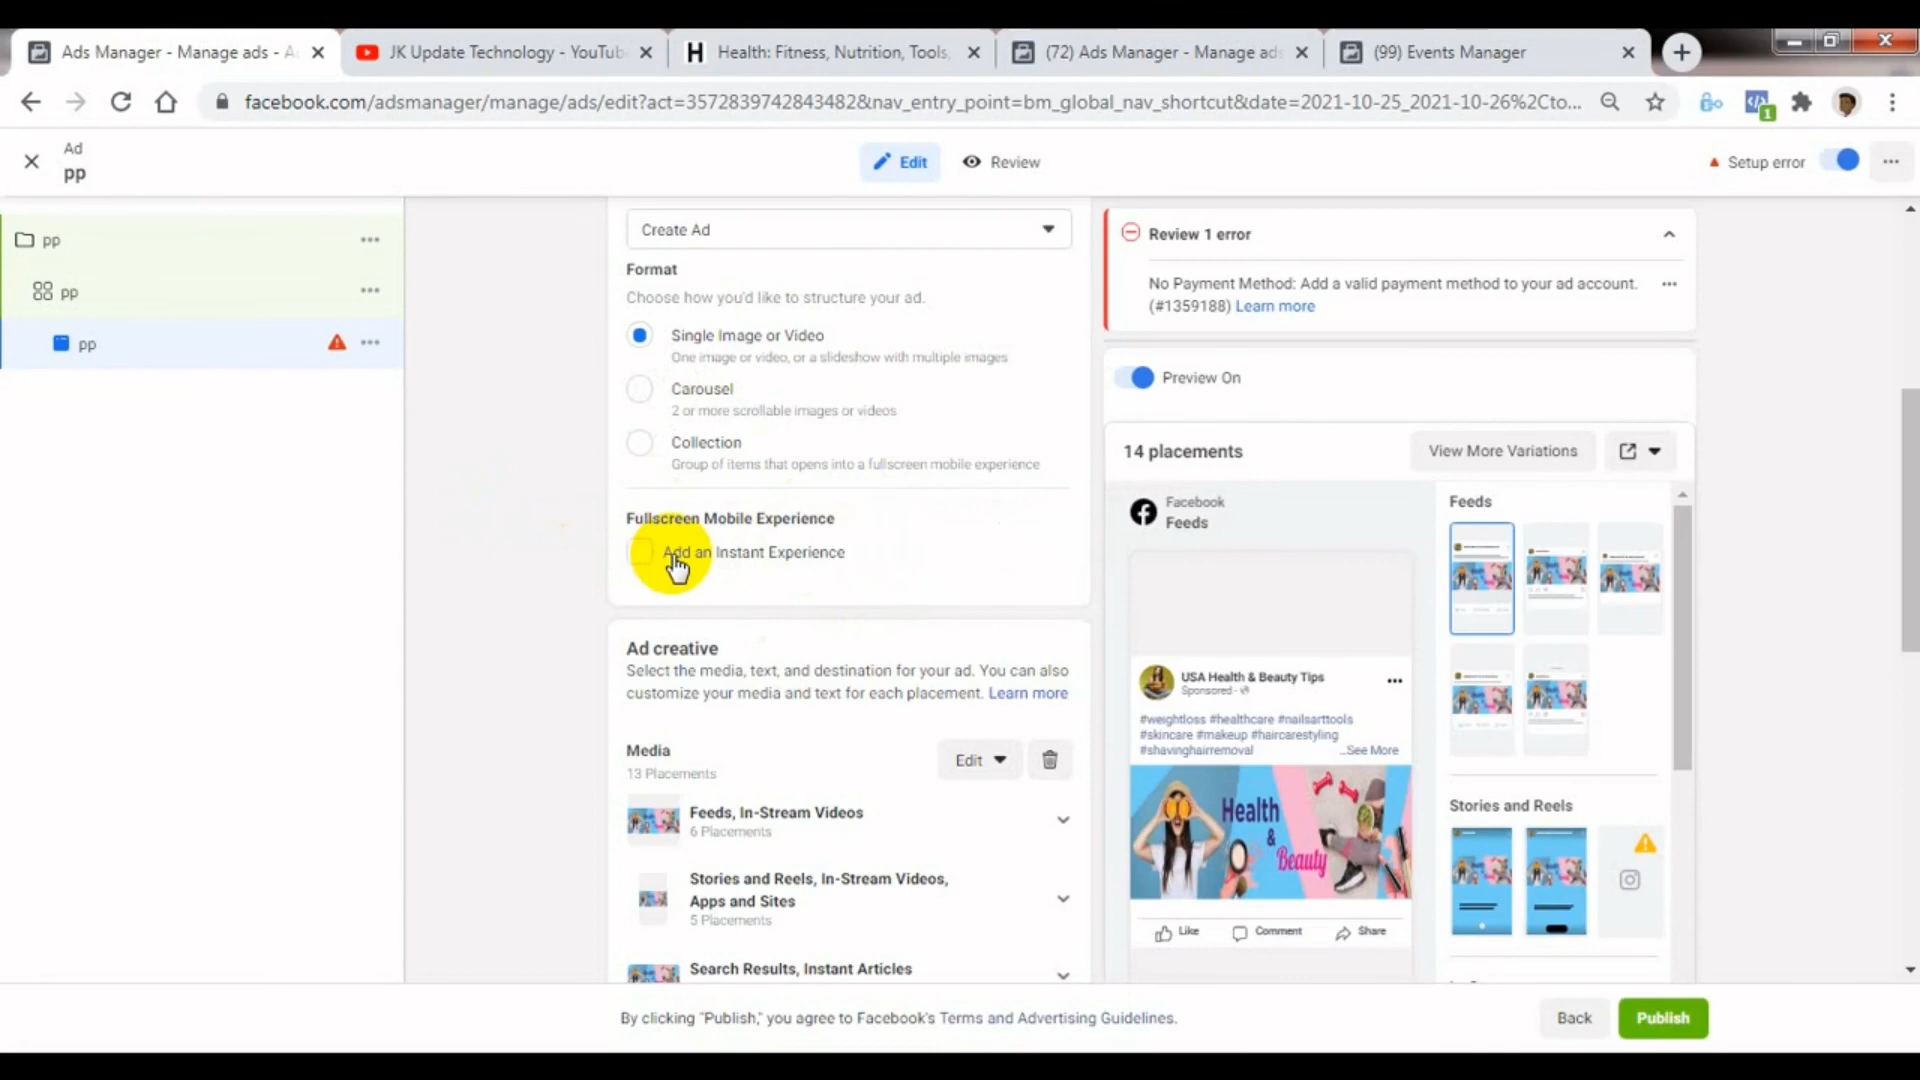 Ads Manager - Manage ads - A
JK Update Technology - YouTub
Health: Fitness, Nutrition, Tools,
(72) Ads Manager - Manage ads
(99) Events Manager
facebook.com/adsmanager/manage/ads/edit?act=3572839742843482&nav_entry_point=bm_global_nav_shortcut&date=2021-10-25_2021-10-26%2Cto...
1
Ad
pp
Edit
Review
Setup error
pp
pp
pp
Create Ad
Format
Choose how you'd like to structure your ad.
Single Image or Video
One image or video, or a slideshow with multiple images
Carousel
2 or more scrollable images or videos
Collection
Group of items that opens into a fullscreen mobile experience
Fullscreen Mobile Experience
Add an Instant Experience
Ad creative
Select the media, text, and destination for your ad. You can also
customize your media and text for each placement. Learn more
Media
13 Placements
Edit
Feeds, In-Stream Videos
6 Placements
Stories and Reels, In-Stream Videos,
Apps and Sites
5 Placements
Search Results, Instant Articles
Review 1 error
No Payment Method: Add a valid payment method to your ad account.
(#1359188) Learn more
Preview On
14 placements
View More Variations
Facebook
Feeds
USA Health & Beauty Tips
Sponsored
#weightloss #healthcare #nailsarttools
#skincare #makeup #haircarestyling
#shavinghairremoval ...See More
Health
&
Beauty
Like
Comment
Share
Feeds
Stories and Reels
By clicking "Publish," you agree to Facebook's Terms and Advertising Guidelines.
Back
Publish